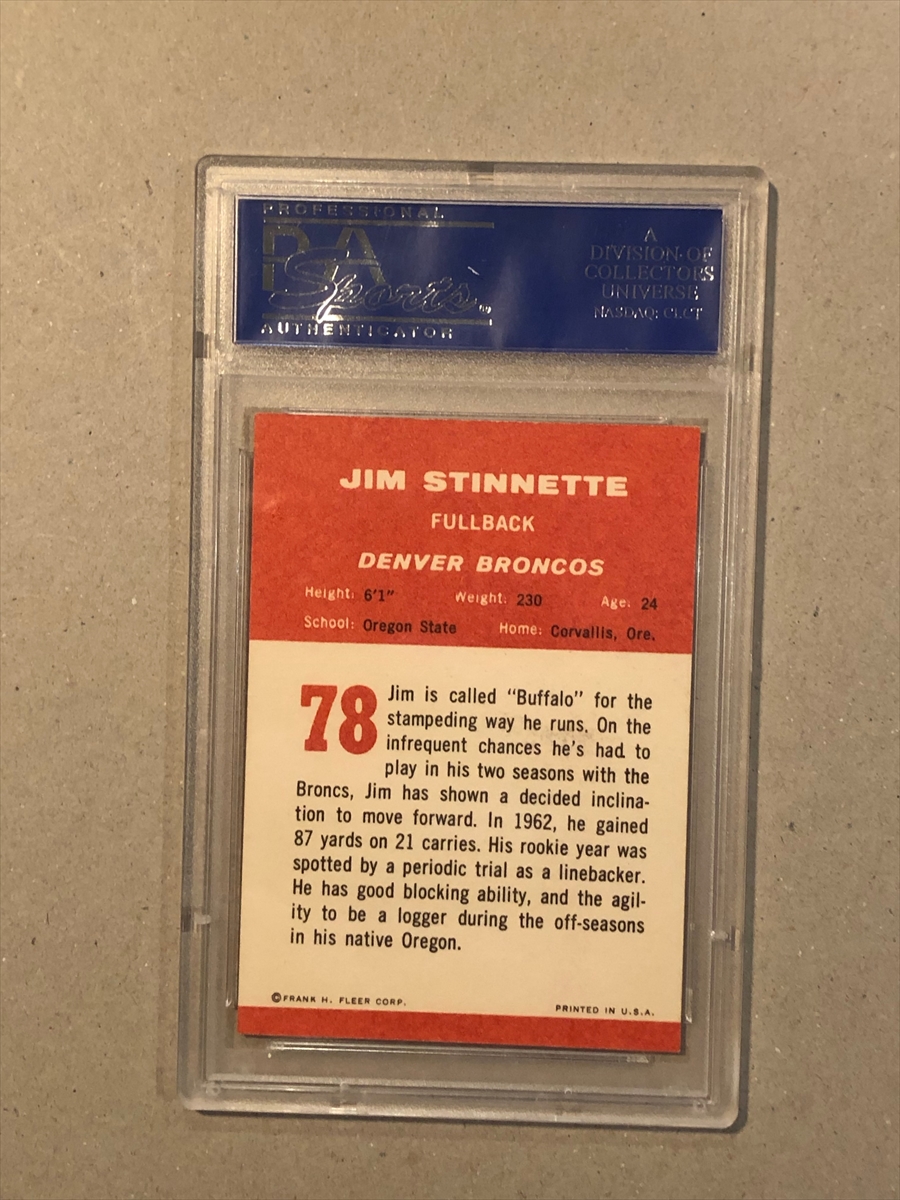 PROFESSIONAL
PSA
Sports
AUTHENTICATOR
A
DIVISION OF
COLLECTORS
UNIVERSE
NASDAQ: CLCT
JIM STINNETTE
FULLBACK
DENVER BRONCOS
Height: 6'1" Weight: 230 Age: 24
School: Oregon State Home: Corvallis, Ore.
78
Jim is called "Buffalo" for the
stampeding way he runs. On the
infrequent chances he's had to
play in his two seasons with the
Broncs, Jim has shown a decided inclina-
tion to move forward. In 1962, he gained
87 yards on 21 carries. His rookie year was
spotted by a periodic trial as a linebacker.
He has good blocking ability, and the agil-
ity to be a logger during the off-seasons
in his native Oregon.
©FRANK H. FLEER CORP.
PRINTED IN U.S.A.